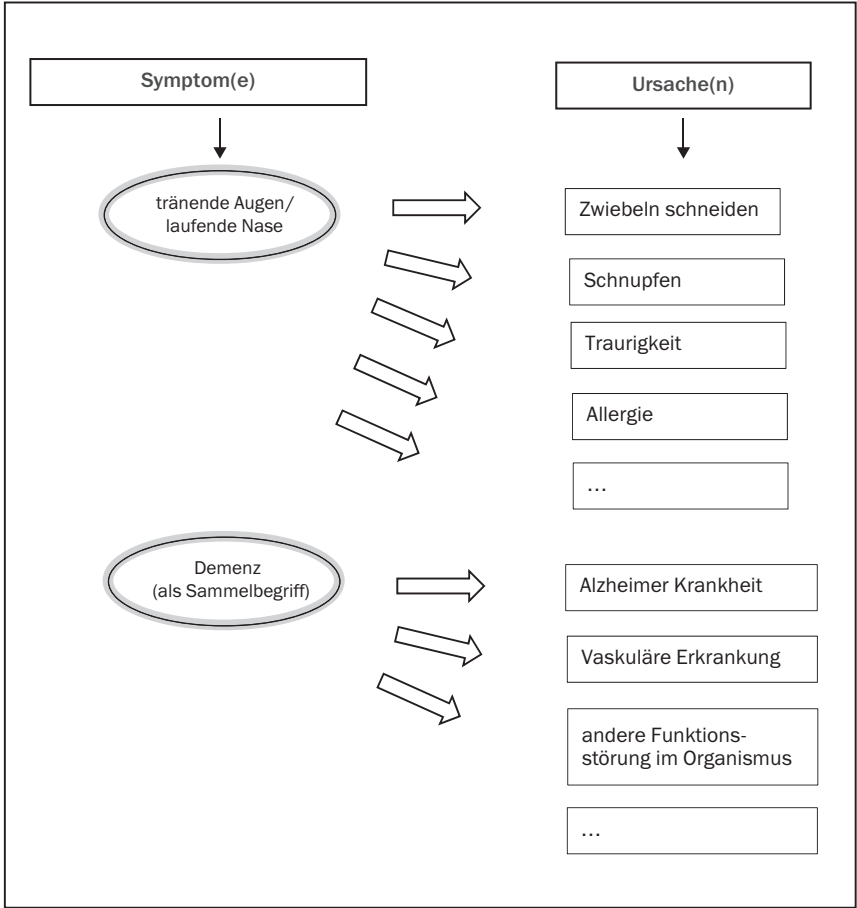 Symptom(e)
Ursache(n)
tränende Augen/
laufende Nase
Zwiebeln schneiden
Schnupfen
Traurigkeit
Allergie
...
Demenz
(als Sammelbegriff)
Alzheimer Krankheit
Vaskuläre Erkrankung
andere Funktions-
störung im Organismus
...